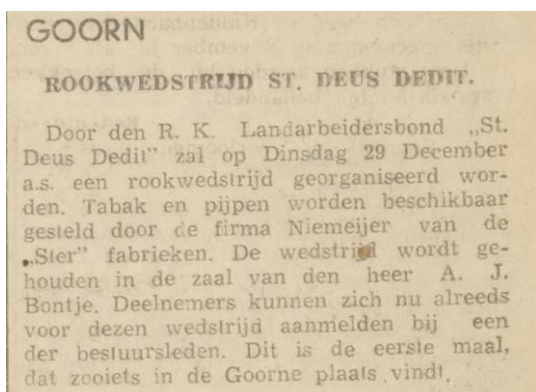 GOORN
ROOKWEDSTRIJD ST. DEUS DEDIT.
Door den R. K. Landarbeidersbond „St.
Deus Dedit" zal op Dinsdag 29 December
a.s. een rookwedstrijd georganiseerd wor-
den. Tabak en pijpen worden beschikbaar
gesteld door de firma Niemeijer van de
„Ster" fabrieken. De wedstrijd wordt ge-
houden in de zaal van den heer A. J.
Bontje. Deelnemers kunnen zich nu alreeds
voor dezen wedstrijd aanmelden bij een
der bestuursleden. Dit is de eerste maal,
dat zooiets in de Goorne plaats vindt.